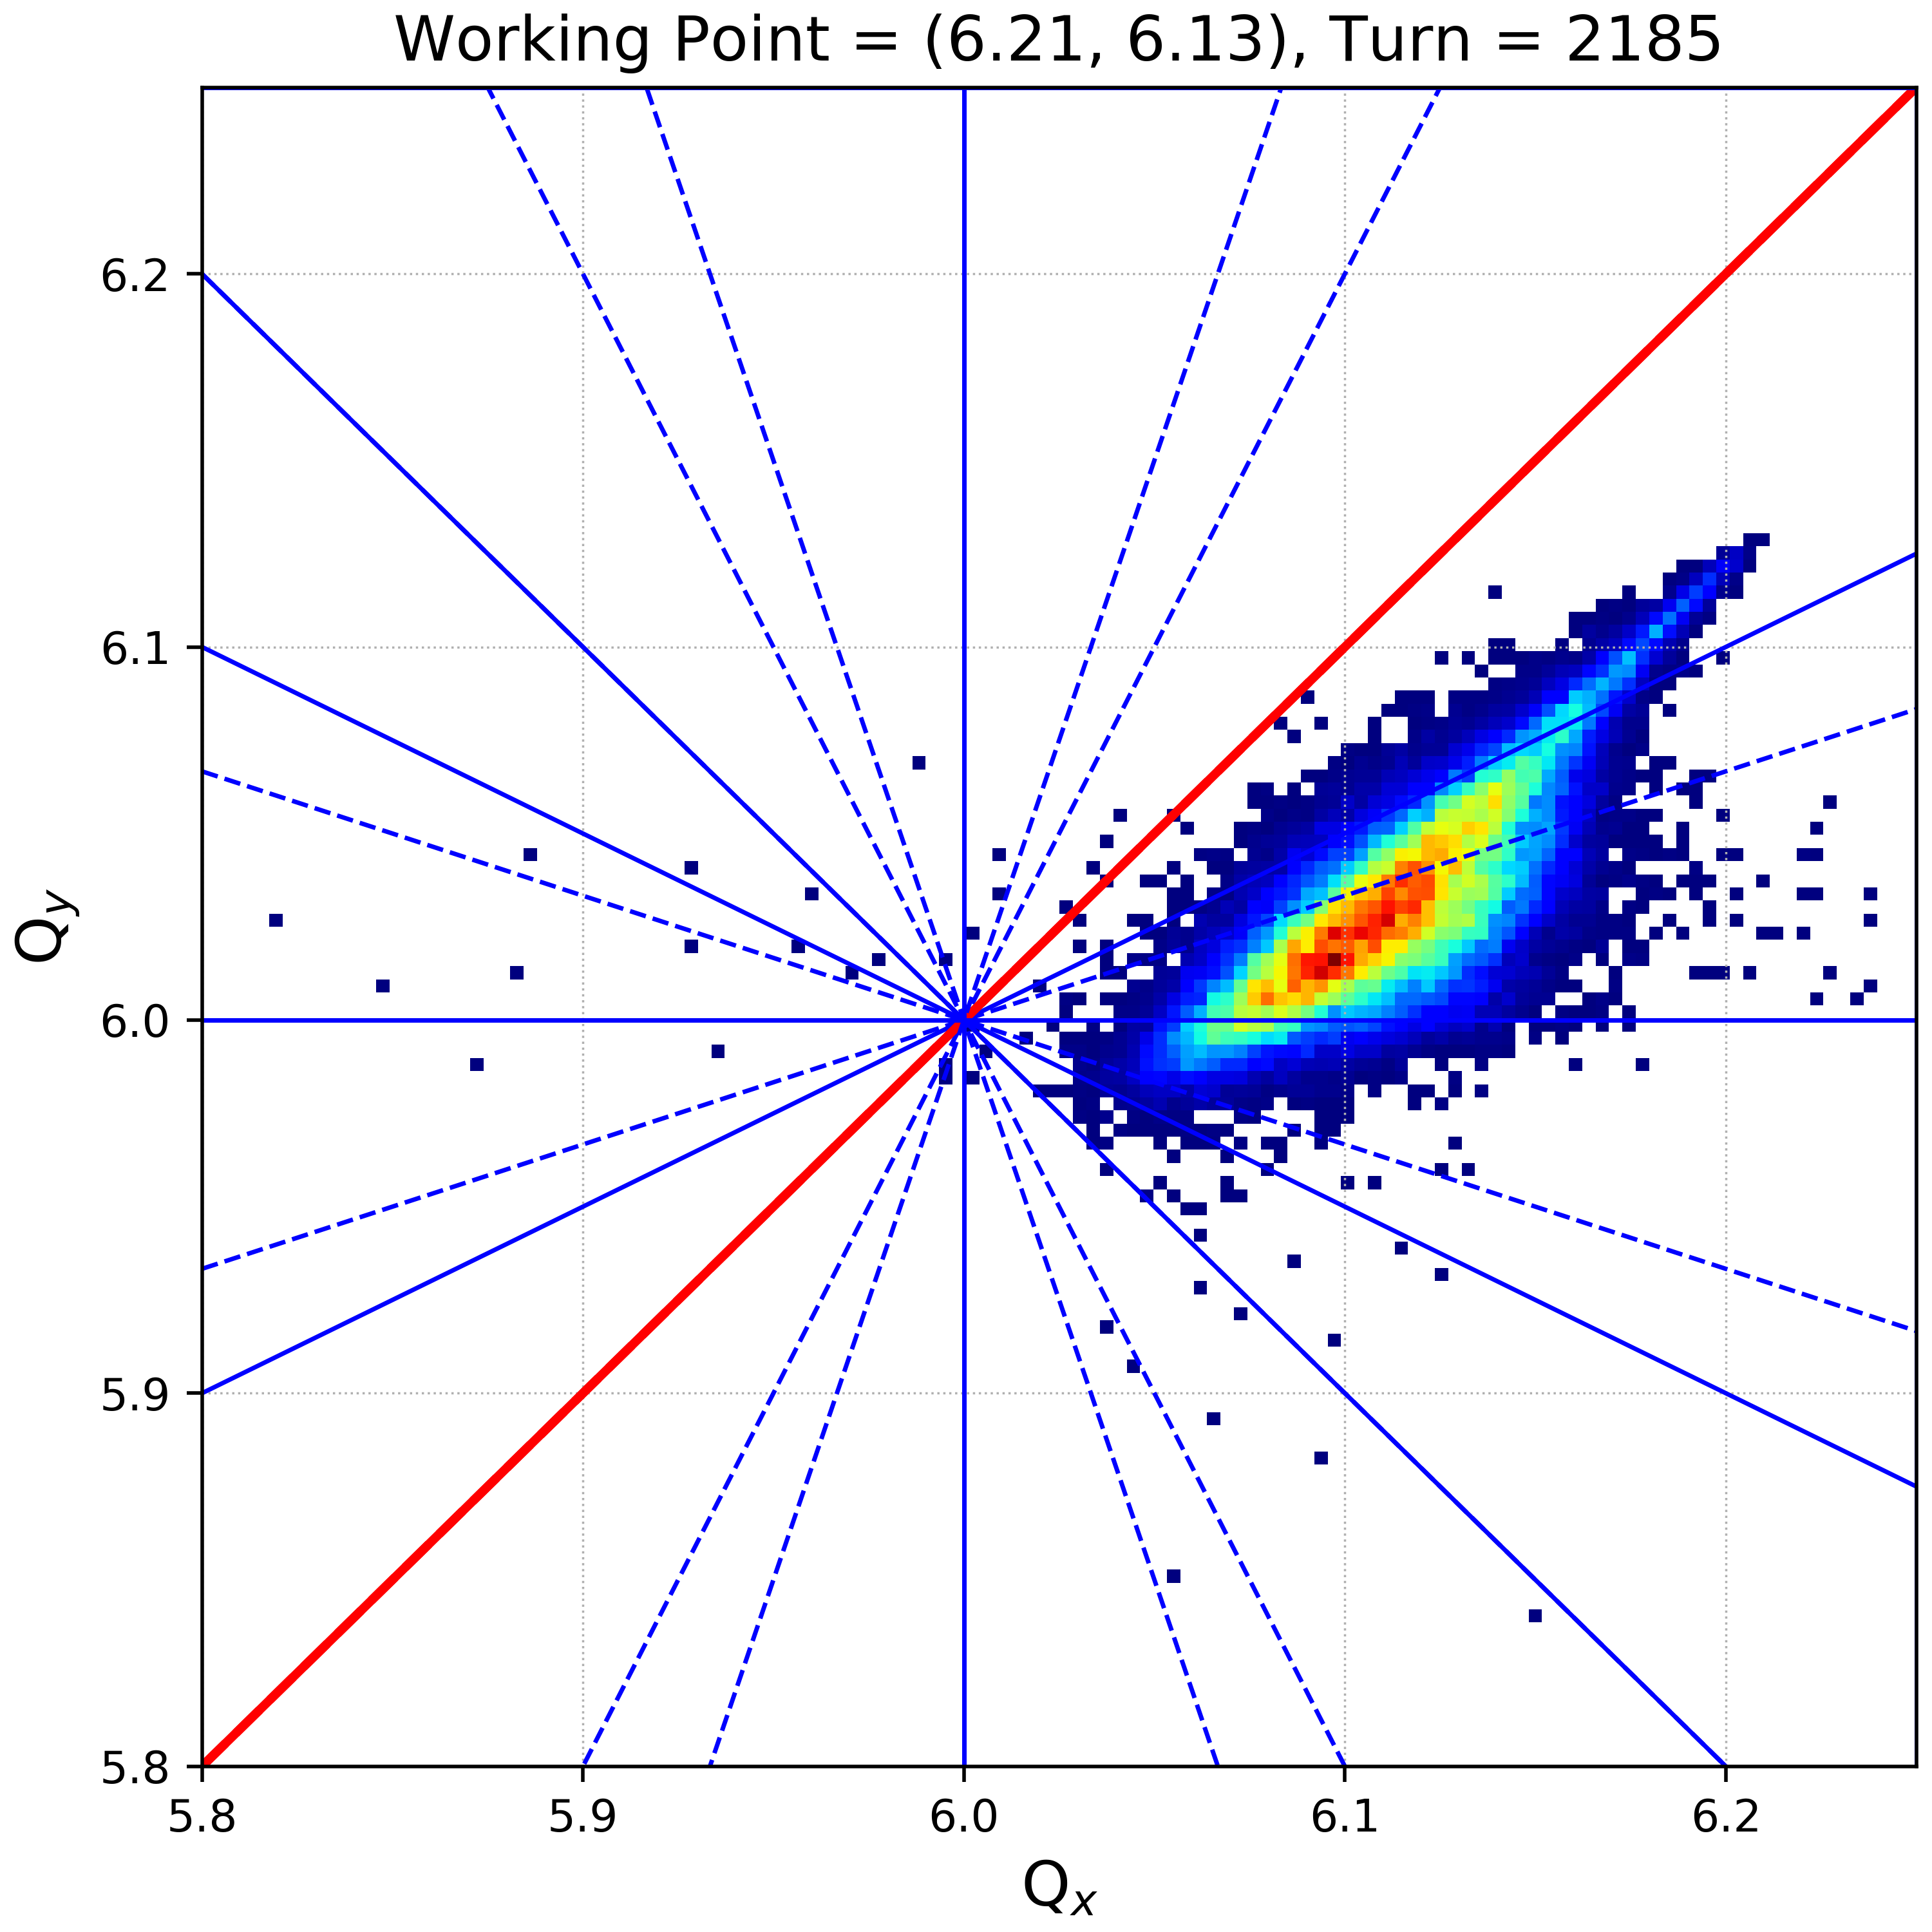 Working Point = (6.21, 6.13), Turn = 2185
6.2
6.1
6.0
5.9
5.8
Qy
5.8 5.9 6.0 6.1 6.2
Qx